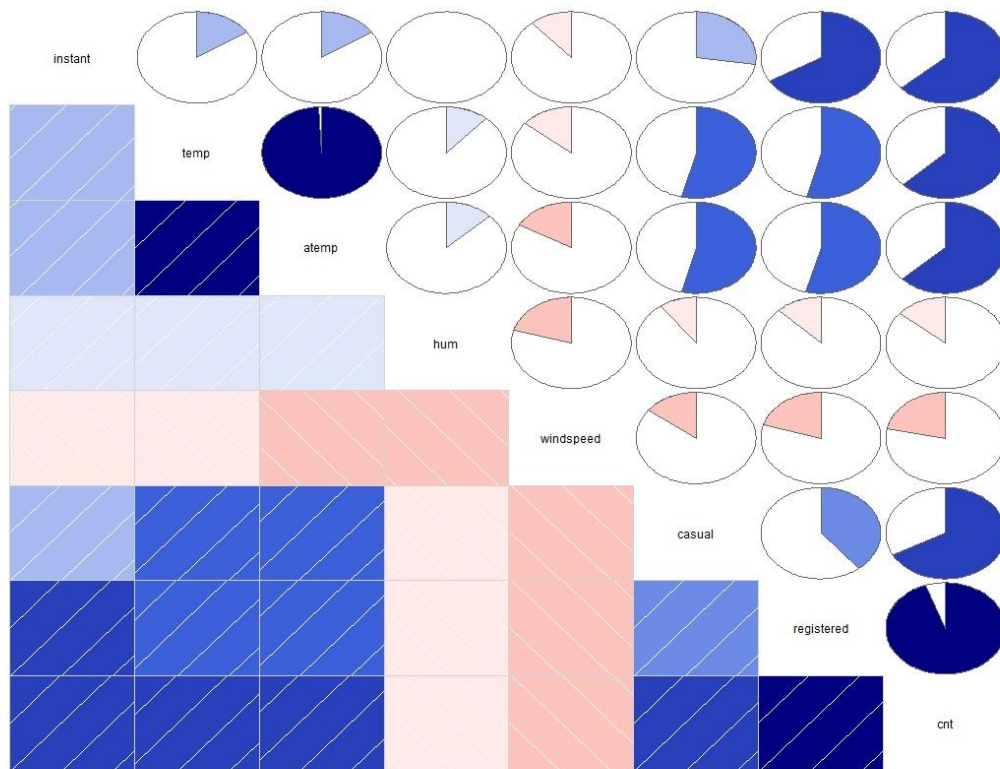 instant
temp
atemp
hum
windspeed
casual
registered
cnt